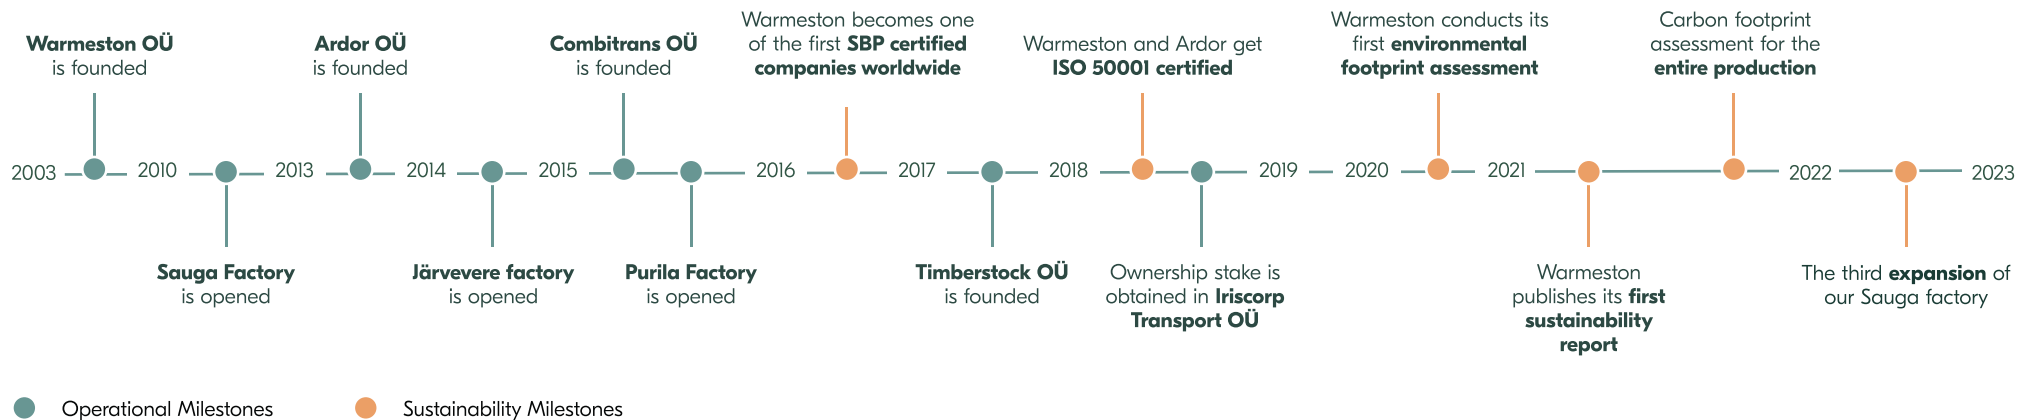 Warmeston OÜ
is founded
Ardor OÜ
is founded
Combitrans OÜ
is founded
Warmeston becomes one
of the first SBP certified
companies worldwide
Warmeston and Ardor get
ISO 50001 certified
Warmeston conducts its
first environmental
footprint assessment
Carbon footprint
assessment for the
entire production
2003
2010
2013
2014
2015
2016
2017
2018
2019
2020
2021
2022
2023
Sauga Factory
is opened
Järvevere factory
is opened
Purila Factory
is opened
Timberstock OÜ
is founded
Ownership stake is
obtained in Iriscorp
Transport OÜ
Warmeston
publishes its first
sustainability
report
The third expansion of
our Sauga factory
Operational Milestones
Sustainability Milestones